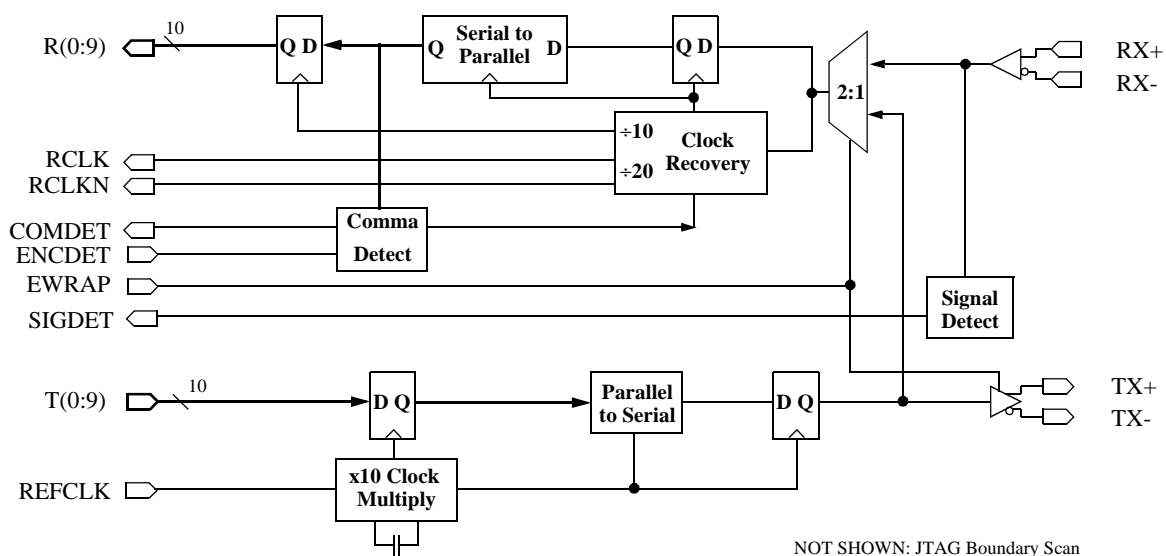 R(0:9)
10
Q D
Q
Serial to
Parallel
D
Q D
2:1
RX+
RX-
÷10
÷20
Clock
Recovery
RCLK
RCLKN
COMDET
ENCDET
Comma
Detect
EWRAP
SIGDET
Signal
Detect
T(0:9)
10
D Q
Parallel
to Serial
D Q
TX+
TX-
REFCLK
x10 Clock
Multiply
NOT SHOWN: JTAG Boundary Scan